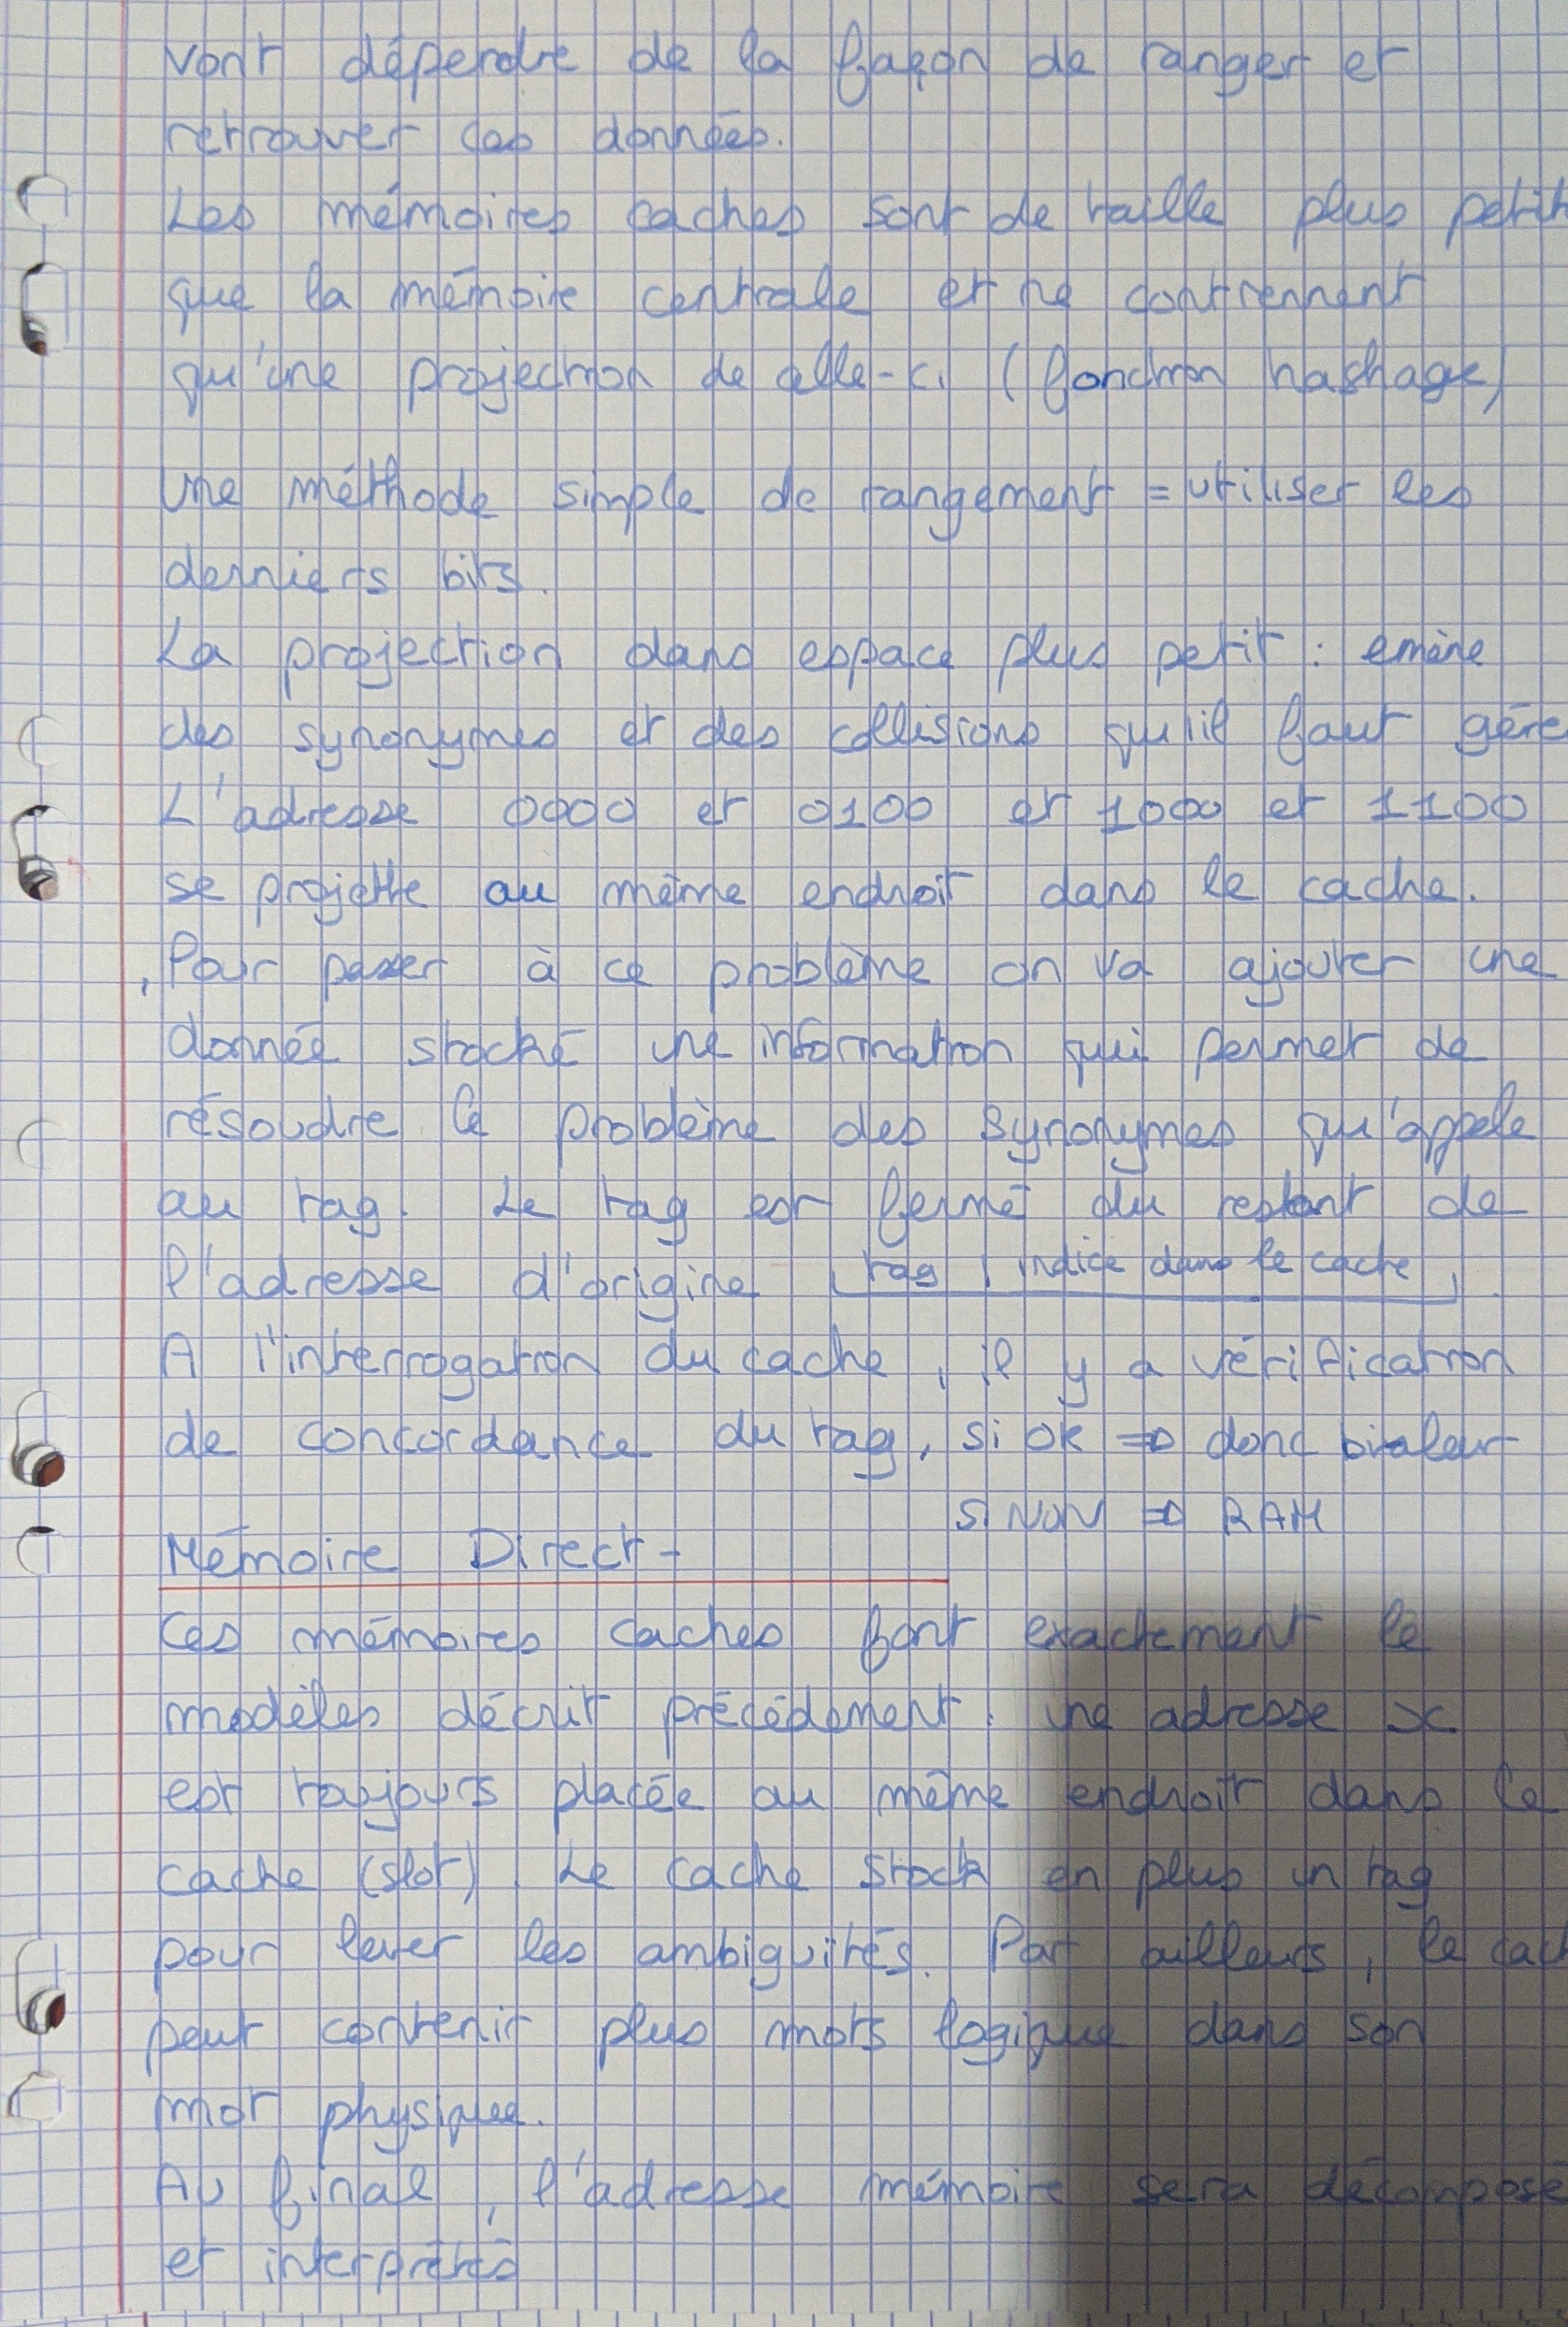 vont dépendre de la façon de ranger et
retrouver ces données.
Les mémoires caches sont de taille plus petit
que la mémoire centrale et ne contiennent
qu'une projection de celle-ci (fonction hashage)
Une méthode simple de rangement = utiliser les
derniers bits.
La projection dans espace plus petit : emène
des synonymes et des collisions qu'il faut gére
L'adresse 0000 et 0100 et 1000 et 1100
se projette au même endroit dans le cache.
Pour passer à ce problème on va ajouter une
donnée stocké une information qui permet de
résoudre le problème des synonymes qu'appele
au tag. Le tag est fermé du restant de
l'adresse d'origine | tag | indice dans le cache |
A l'interrogation du cache, il y a vérification
de concordance du tag, si ok => donc
si NON => RAM
Mémoire Direct -
Ces mémoires caches font exactement le
modèles décrit précédement : une adresse x
est toujours placée au même endroit dans le
cache (slot). Le cache stock en plus un tag
pour lever les ambiguités. Par ailleurs, le cach
peut contenir plus mots logique dans son
mot physique.
Au final, l'adresse mémoire sera décomposé
et interprétés